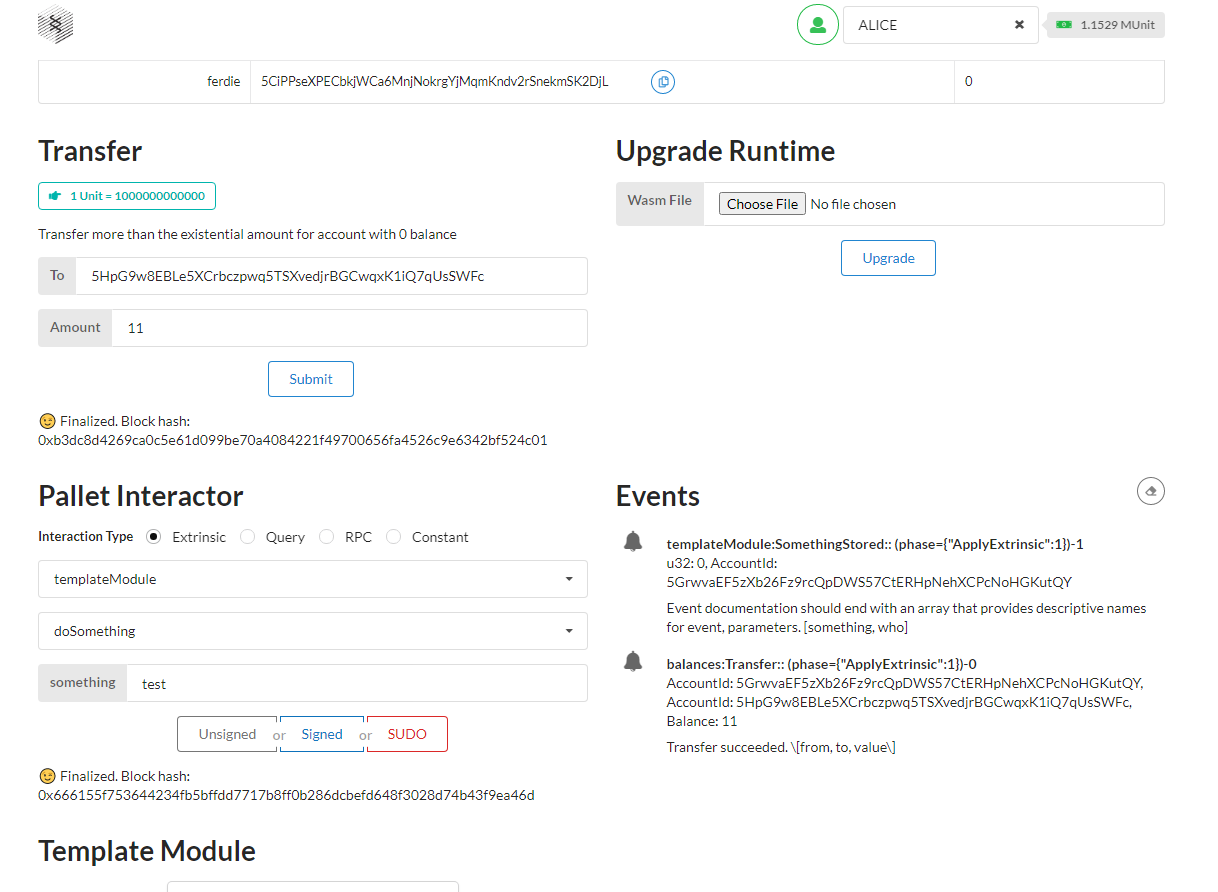 ALICE
1.1529 MUnit
ferdie 5CiPPseXPECbkjWCa6MnjNokrgYjMqmKndv2rSnekmSK2DjL 0
Transfer
1 Unit = 1000000000000
Transfer more than the existential amount for account with 0 balance
To 5HpG9w8EBLe5XCrbczpwq5TSXvedjrBGCwqxK1iQ7qUsSWFc
Amount 11
Submit
Finalized. Block hash:
0xb3dc8d4269ca0c5e61d099be70a4084221f49700656fa4526c9e6342bf524c01
Upgrade Runtime
Wasm File Choose File No file chosen
Upgrade
Pallet Interactor
Interaction Type Extrinsic Query RPC Constant
templateModule
doSomething
something test
Unsigned or Signed or SUDO
Finalized. Block hash:
0x666155f753644234fb5bffdd7717b8ff0b286dcbefd648f3028d74b43f9ea46d
Events
templateModule:SomethingStored:: (phase={"ApplyExtrinsic":1})-1
u32: 0, AccountId:
5GrwvaEF5zXb26Fz9rcQpDWS57CtERHpNehXCPcNoHGKutQY
Event documentation should end with an array that provides descriptive names
for event, parameters. [something, who]
balances:Transfer:: (phase={"ApplyExtrinsic":1})-0
AccountId: 5GrwvaEF5zXb26Fz9rcQpDWS57CtERHpNehXCPcNoHGKutQY,
AccountId: 5HpG9w8EBLe5XCrbczpwq5TSXvedjrBGCwqxK1iQ7qUsSWFc,
Balance: 11
Transfer succeeded. \[from, to, value\]
Template Module